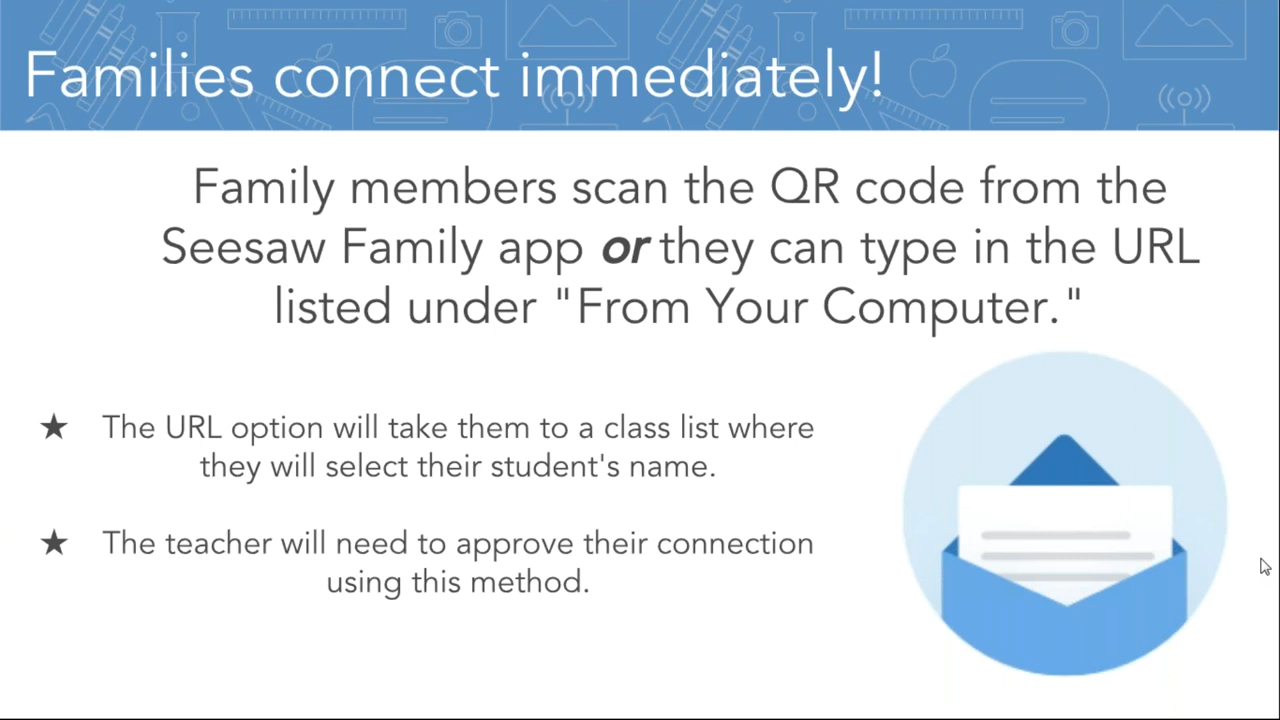 Families connect immediately!
Family members scan the QR code from the
Seesaw Family app or they can type in the URL
listed under "From Your Computer."
★ The URL option will take them to a class list where
they will select their student's name.
★ The teacher will need to approve their connection
using this method.